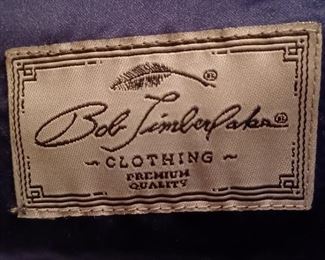 ®
Bob Timberlake®
~ CLOTHING ~
PREMIUM
QUALITY